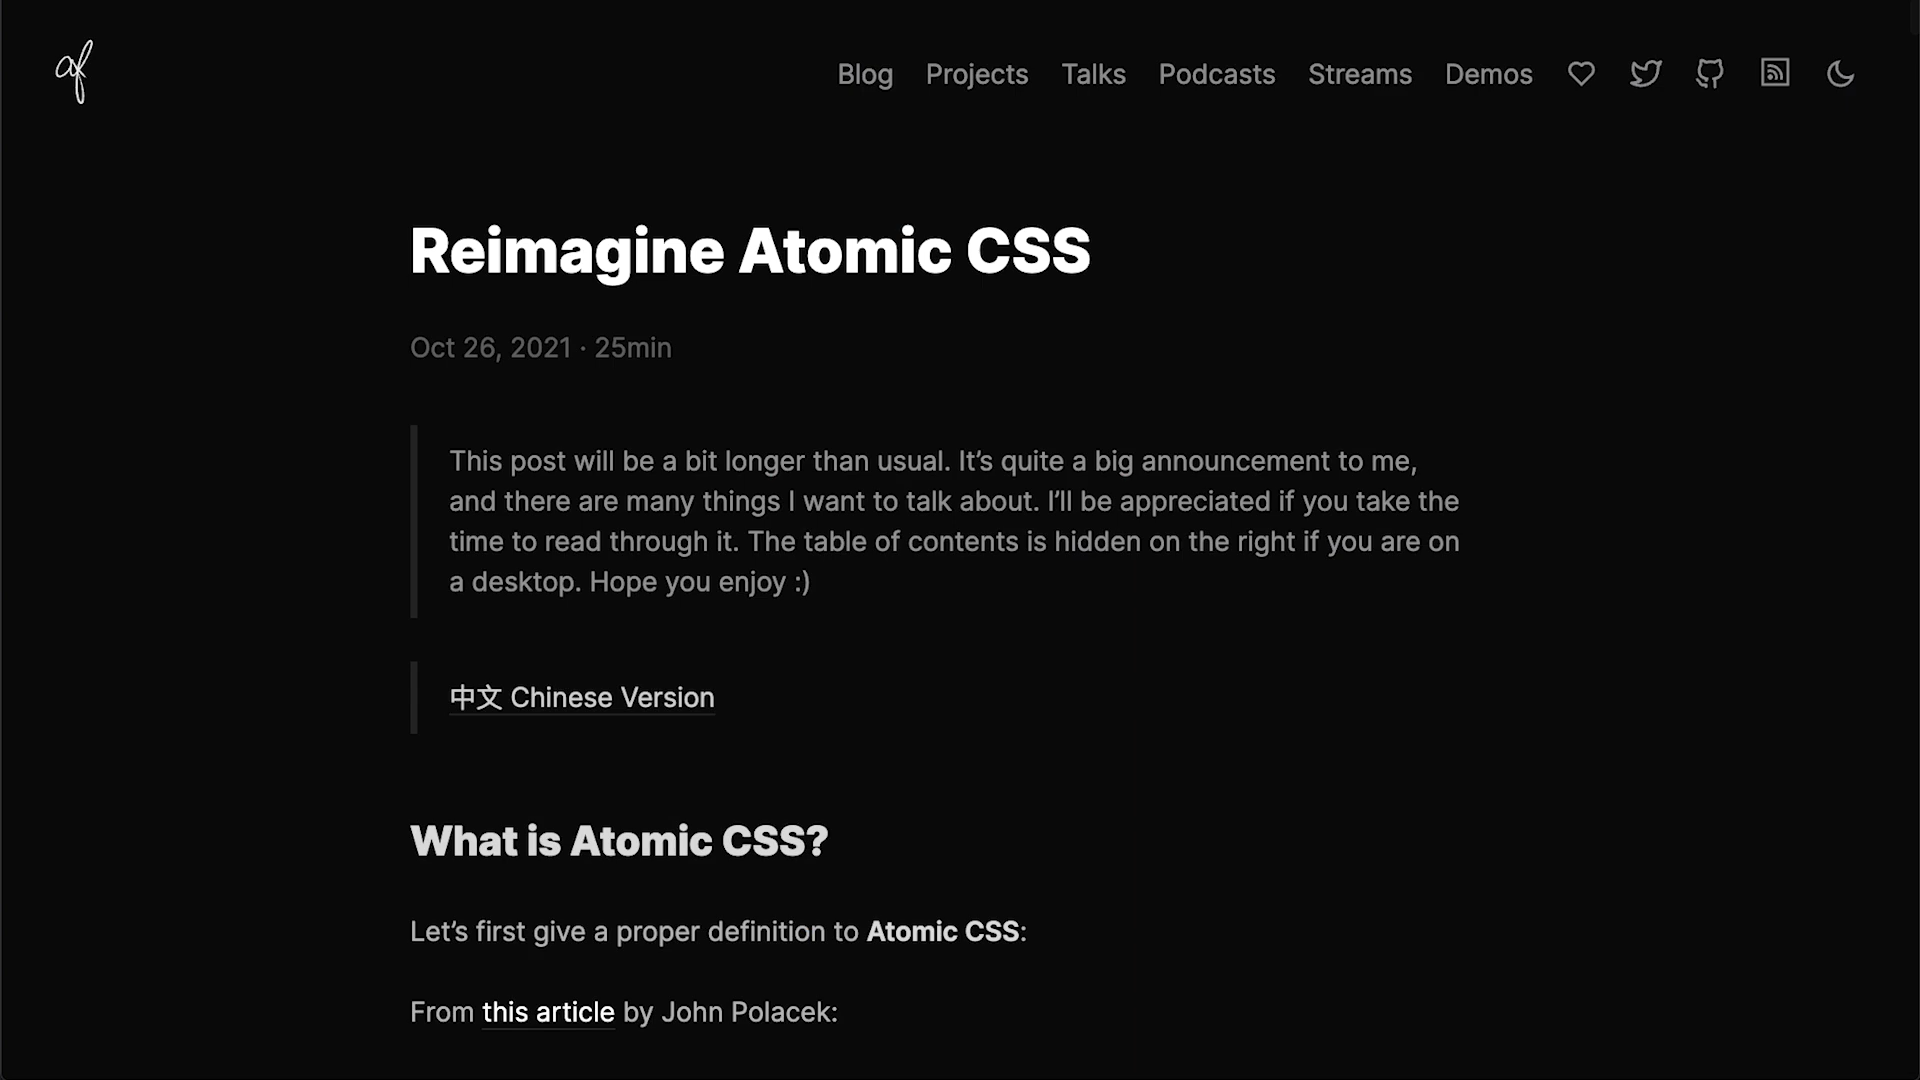 af
Blog Projects Talks Podcasts Streams Demos
Reimagine Atomic CSS
Oct 26, 2021 · 25min
This post will be a bit longer than usual. It’s quite a big announcement to me,
and there are many things I want to talk about. I’ll be appreciated if you take the
time to read through it. The table of contents is hidden on the right if you are on
a desktop. Hope you enjoy :)
中文 Chinese Version
What is Atomic CSS?
Let’s first give a proper definition to Atomic CSS:
From this article by John Polacek: